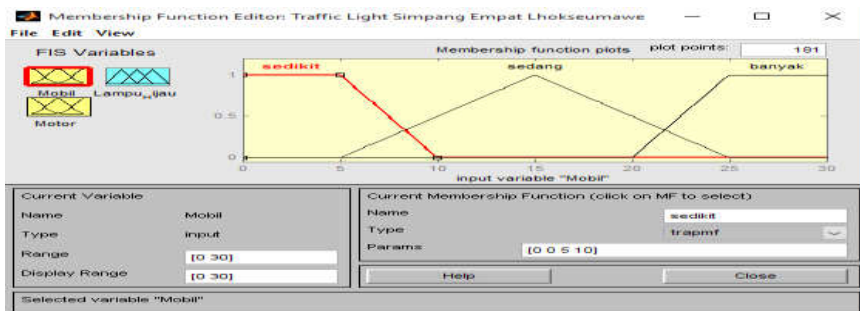 Membership Function Editor: Traffic Light Simpang Empat Lhokseumawe
File Edit View
FIS Variables
Mobil
Motor
Membership function plots
plot points:
181
sedikit
sedang
banyak
1
0.5
0
0 5 10 15 20 25 30
input variable "Mobil"
Current Variable
Name Mobil
Type input
Range [0 30]
Display Range [0 30]
Current Membership Function (click on MF to select)
Name sedikit
Type trapmf
Params [0 0 5 10]
Help
Close
Selected variable "Mobil"